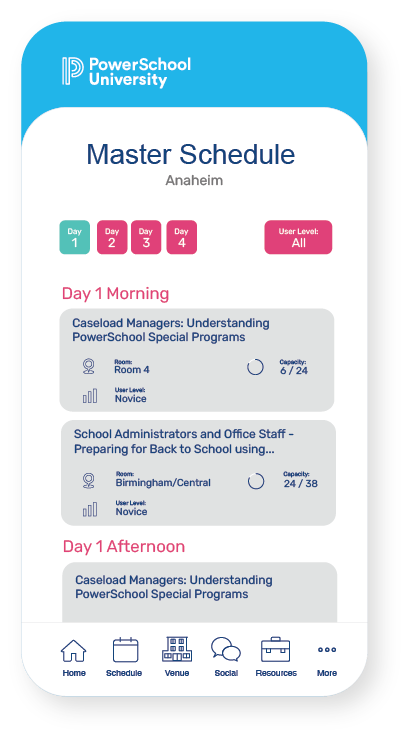 PowerSchool
University
Master Schedule
Anaheim
Day
1
Day
2
Day
3
Day
4
User Level:
All
Day 1 Morning
Caseload Managers: Understanding
PowerSchool Special Programs
Room:
Room 4
Capacity:
6 / 24
User Level:
Novice
School Administrators and Office Staff -
Preparing for Back to School using...
Room:
Birmingham/Central
Capacity:
24 / 38
User Level:
Novice
Day 1 Afternoon
Caseload Managers: Understanding
PowerSchool Special Programs
Home
Schedule
Venue
Social
Resources
More